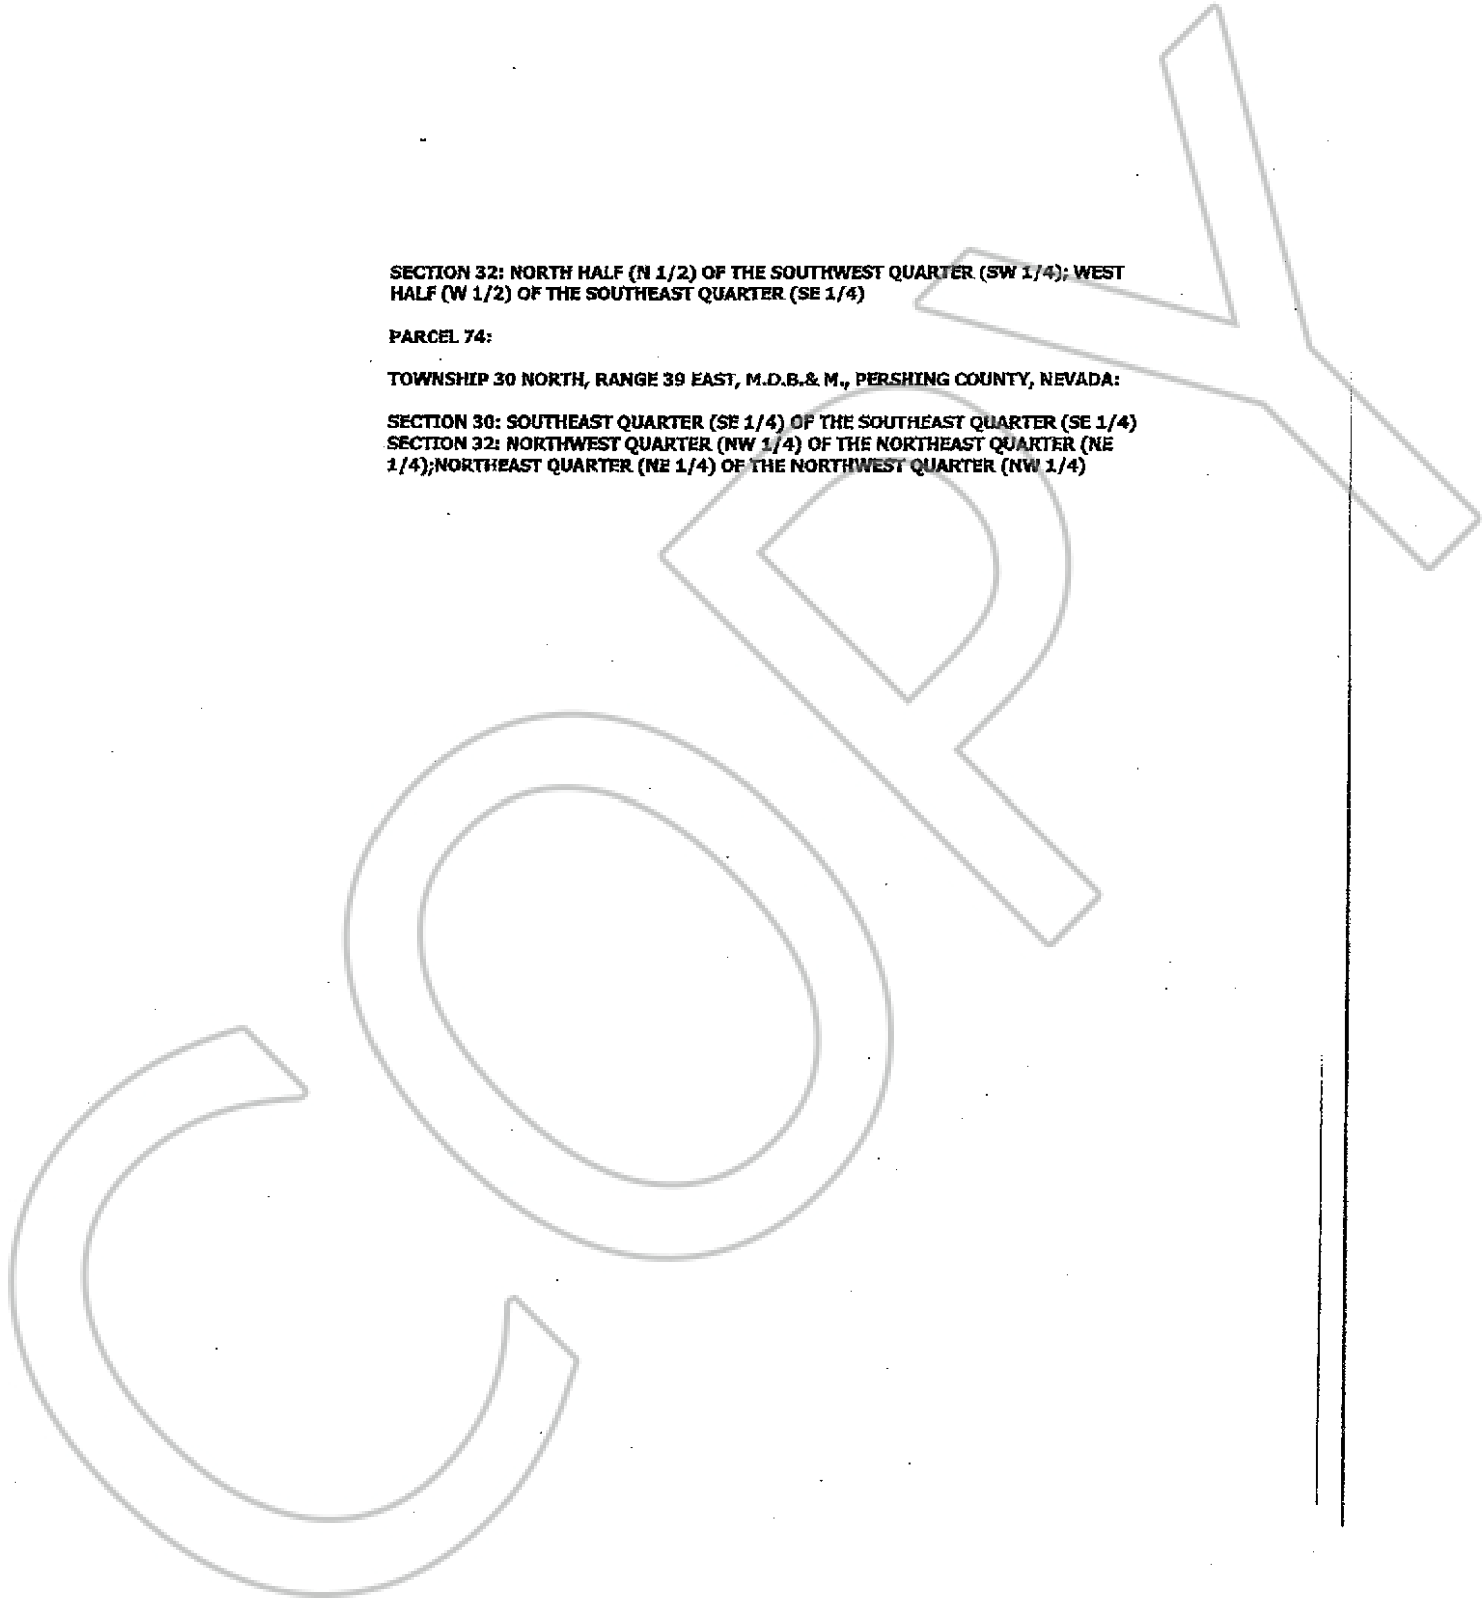 SECTION 32: NORTH HALF (N 1/2) OF THE SOUTHWEST QUARTER (SW 1/4); WEST
HALF (W 1/2) OF THE SOUTHEAST QUARTER (SE 1/4)
PARCEL 74:
TOWNSHIP 30 NORTH, RANGE 39 EAST, M.D.B.& M., PERSHING COUNTY, NEVADA:
SECTION 30: SOUTHEAST QUARTER (SE 1/4) OF THE SOUTHEAST QUARTER (SE 1/4)
SECTION 32: NORTHWEST QUARTER (NW 1/4) OF THE NORTHEAST QUARTER (NE
1/4);NORTHEAST QUARTER (NE 1/4) OF THE NORTHWEST QUARTER (NW 1/4)
COPY